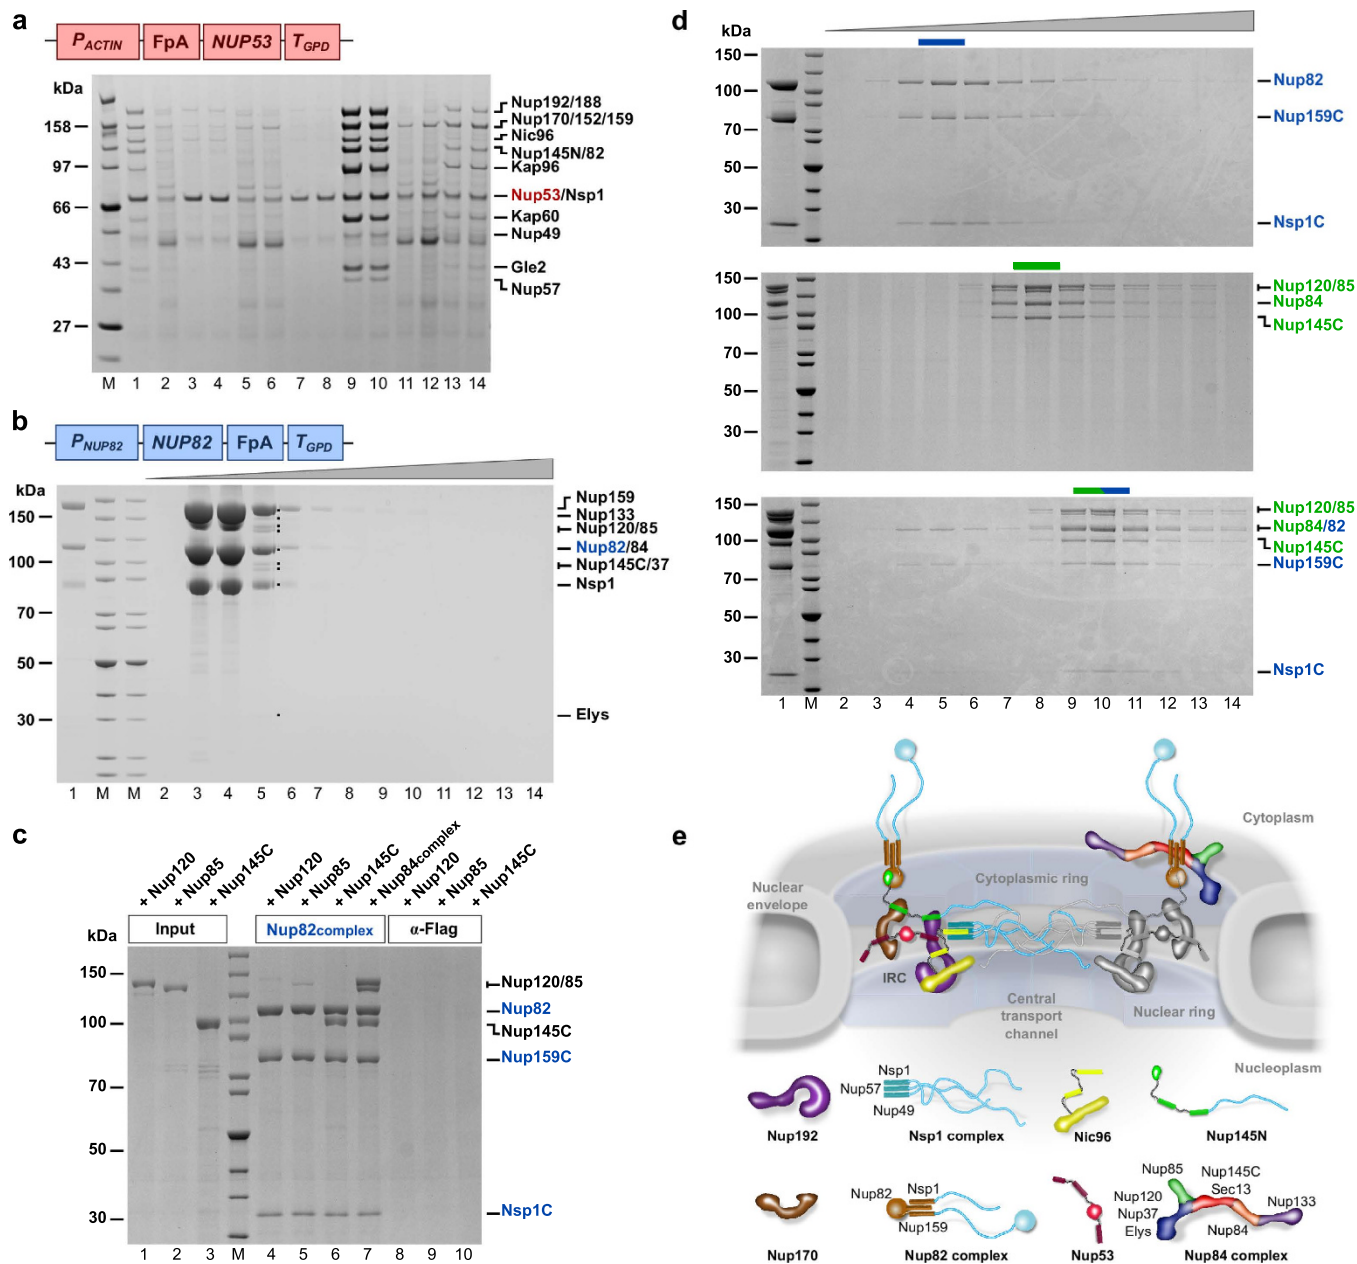 a
P_ACTIN FpA NUP53 T_GPD
kDa
158
97
66
43
27
Nup192/188
Nup170/152/159
Nic96
Nup145N/82
Kap96
Nup53/Nsp1
Kap60
Nup49
Gle2
Nup57
M 1 2 3 4 5 6 7 8 9 10 11 12 13 14
b
P_NUP82 NUP82 FpA T_GPD
kDa
150
100
70
50
30
Nup159
Nup133
Nup120/85
Nup82/84
Nup145C/37
Nsp1
Elys
1 M M 2 3 4 5 6 7 8 9 10 11 12 13 14
c
+ Nup120
+ Nup85
+ Nup145C
+ Nup120
+ Nup85
+ Nup145C
+ Nup84complex
+ Nup120
+ Nup85
+ Nup145C
Input Nup82complex α-Flag
kDa
150
100
70
50
30
Nup120/85
Nup82
Nup145C
Nup159C
Nsp1C
1 2 3 M 4 5 6 7 8 9 10
d
kDa
150
100
70
50
30
Nup82
Nup159C
Nsp1C
150
100
70
50
30
Nup120/85
Nup84
Nup145C
150
100
70
50
30
Nup120/85
Nup84/82
Nup145C
Nup159C
Nsp1C
1 M 2 3 4 5 6 7 8 9 10 11 12 13 14
e
Cytoplasm
Nuclear envelope
Cytoplasmic ring
IRC
Central transport channel
Nuclear ring
Nucleoplasm
Nup192
Nsp1
Nup57
Nup49
Nsp1 complex
Nic96
Nup145N
Nup170
Nup82
Nsp1
Nup159
Nup82 complex
Nup53
Nup85
Nup145C
Sec13
Nup120
Nup37
Elys
Nup84
Nup133
Nup84 complex